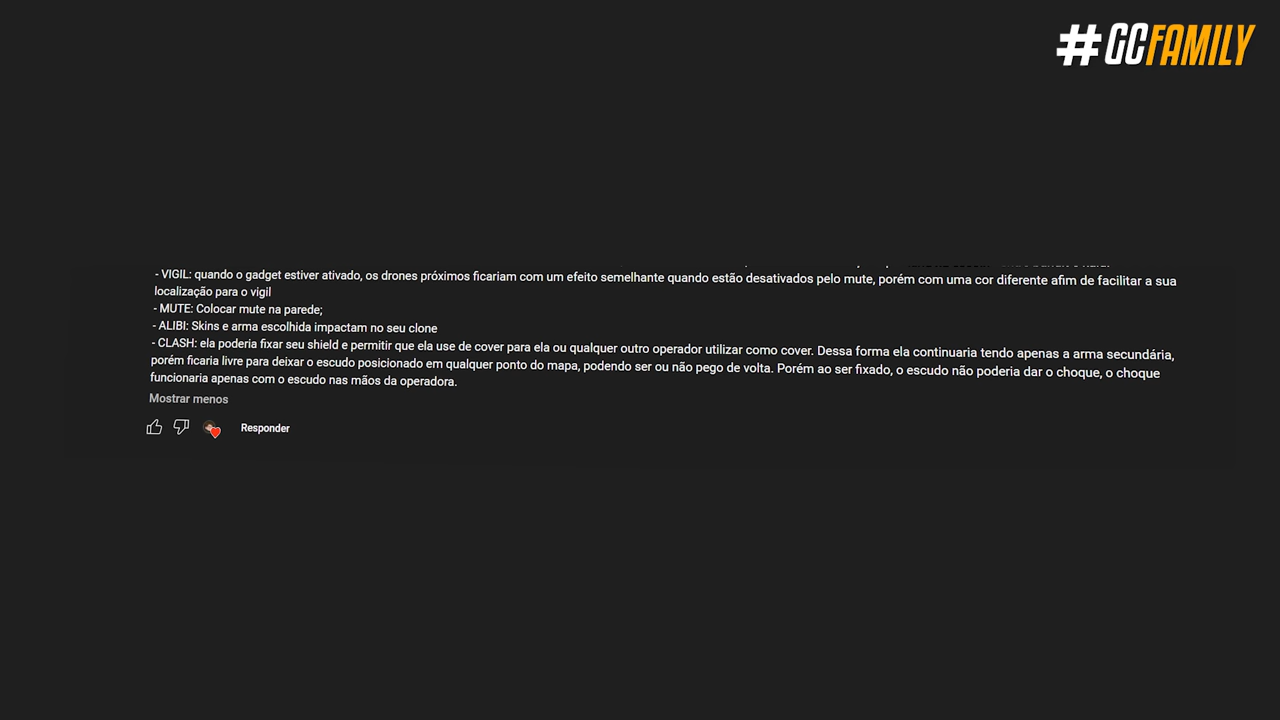 #GCFAMILY
- VIGIL: quando o gadget estiver ativado, os drones próximos ficariam com um efeito semelhante quando estão desativados pelo mute, porém com uma cor diferente afim de facilitar a sua
localização para o vigil
- MUTE: Colocar mute na parede;
- ALIBI: Skins e arma escolhida impactam no seu clone
- CLASH: ela poderia fixar seu shield e permitir que ela use de cover para ela ou qualquer outro operador utilizar como cover. Dessa forma ela continuaria tendo apenas a arma secundária,
porém ficaria livre para deixar o escudo posicionado em qualquer ponto do mapa, podendo ser ou não pego de volta. Porém ao ser fixado, o escudo não poderia dar o choque, o choque
funcionaria apenas com o escudo nas mãos da operadora.
Mostrar menos
Responder